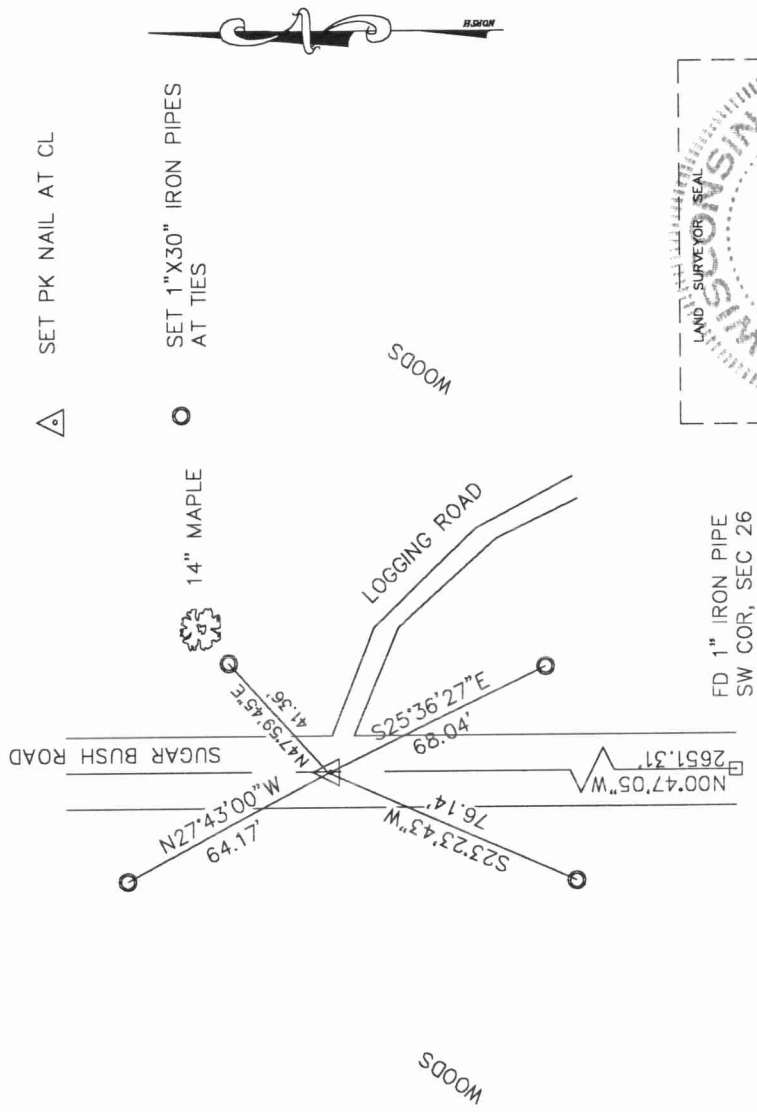 NORTH
SET PK NAIL AT CL
SET 1"X30" IRON PIPES
AT TIES
14" MAPLE
WOODS
LOGGING ROAD
SUGAR BUSH ROAD
N47°59'45"E
41.36'
N27°43'00"W
64.17'
S25°36'27"E
68.04'
S23°23'43"W
76.14'
N00°47'05"W
2651.31'
WOODS
FD 1" IRON PIPE
SW COR, SEC 26
LAND SURVEYOR SEAL
WISCONSIN